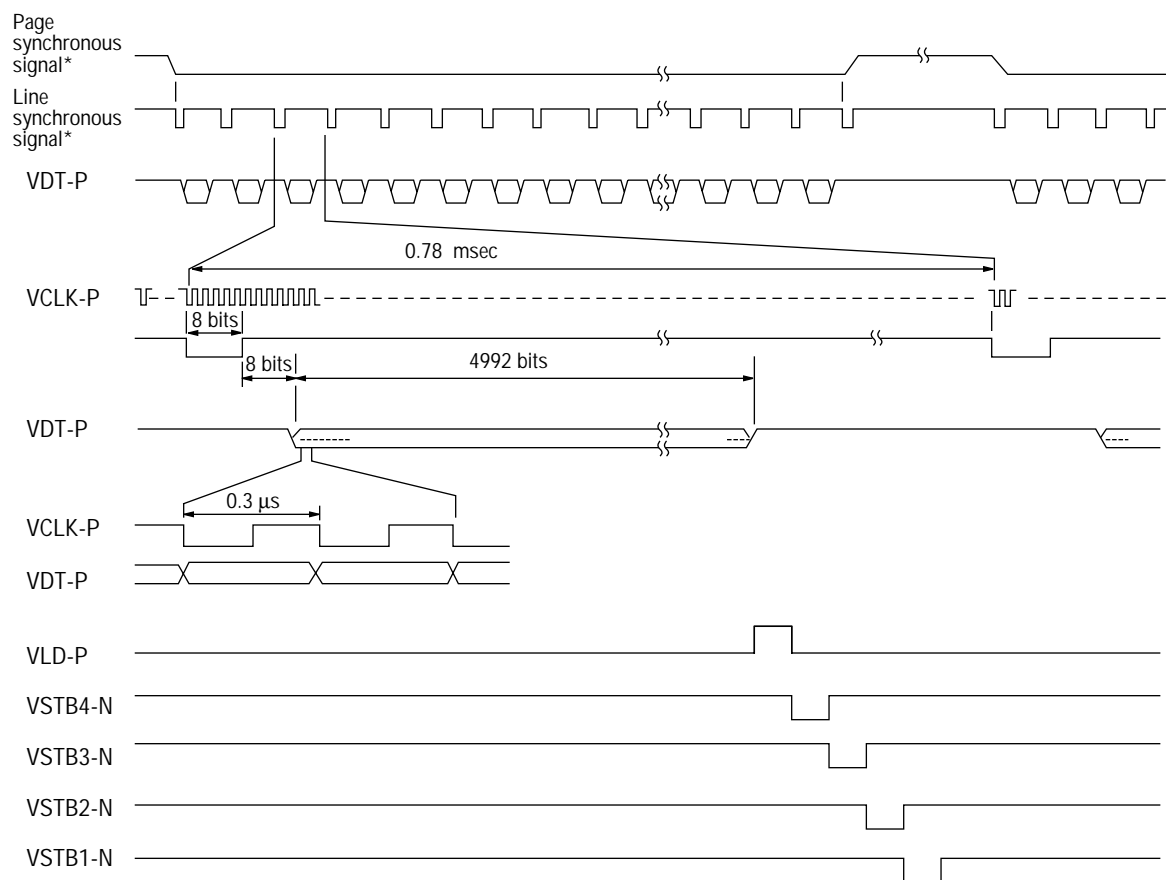 Page
synchronous
signal*
Line
synchronous
signal*
VDT-P
0.78 msec
VCLK-P
8 bits
8 bits
4992 bits
VDT-P
0.3 µs
VCLK-P
VDT-P
VLD-P
VSTB4-N
VSTB3-N
VSTB2-N
VSTB1-N